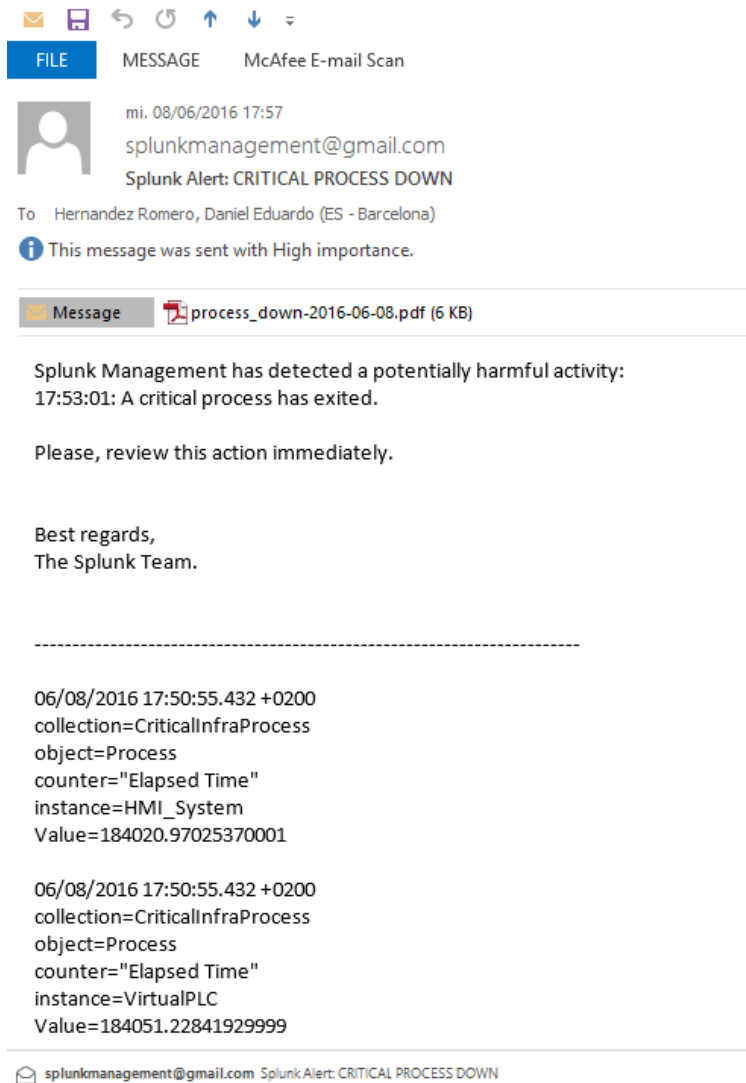 FILE MESSAGE McAfee E-mail Scan
mi. 08/06/2016 17:57
splunkmanagement@gmail.com
Splunk Alert: CRITICAL PROCESS DOWN
To Hernandez Romero, Daniel Eduardo (ES - Barcelona)
This message was sent with High importance.
Message process_down-2016-06-08.pdf (6 KB)
Splunk Management has detected a potentially harmful activity:
17:53:01: A critical process has exited.
Please, review this action immediately.
Best regards,
The Splunk Team.
-------------------------------------------------------------------------
06/08/2016 17:50:55.432 +0200
collection=CriticalInfraProcess
object=Process
counter="Elapsed Time"
instance=HMI_System
Value=184020.97025370001
06/08/2016 17:50:55.432 +0200
collection=CriticalInfraProcess
object=Process
counter="Elapsed Time"
instance=VirtualPLC
Value=184051.22841929999
splunkmanagement@gmail.com Splunk Alert: CRITICAL PROCESS DOWN